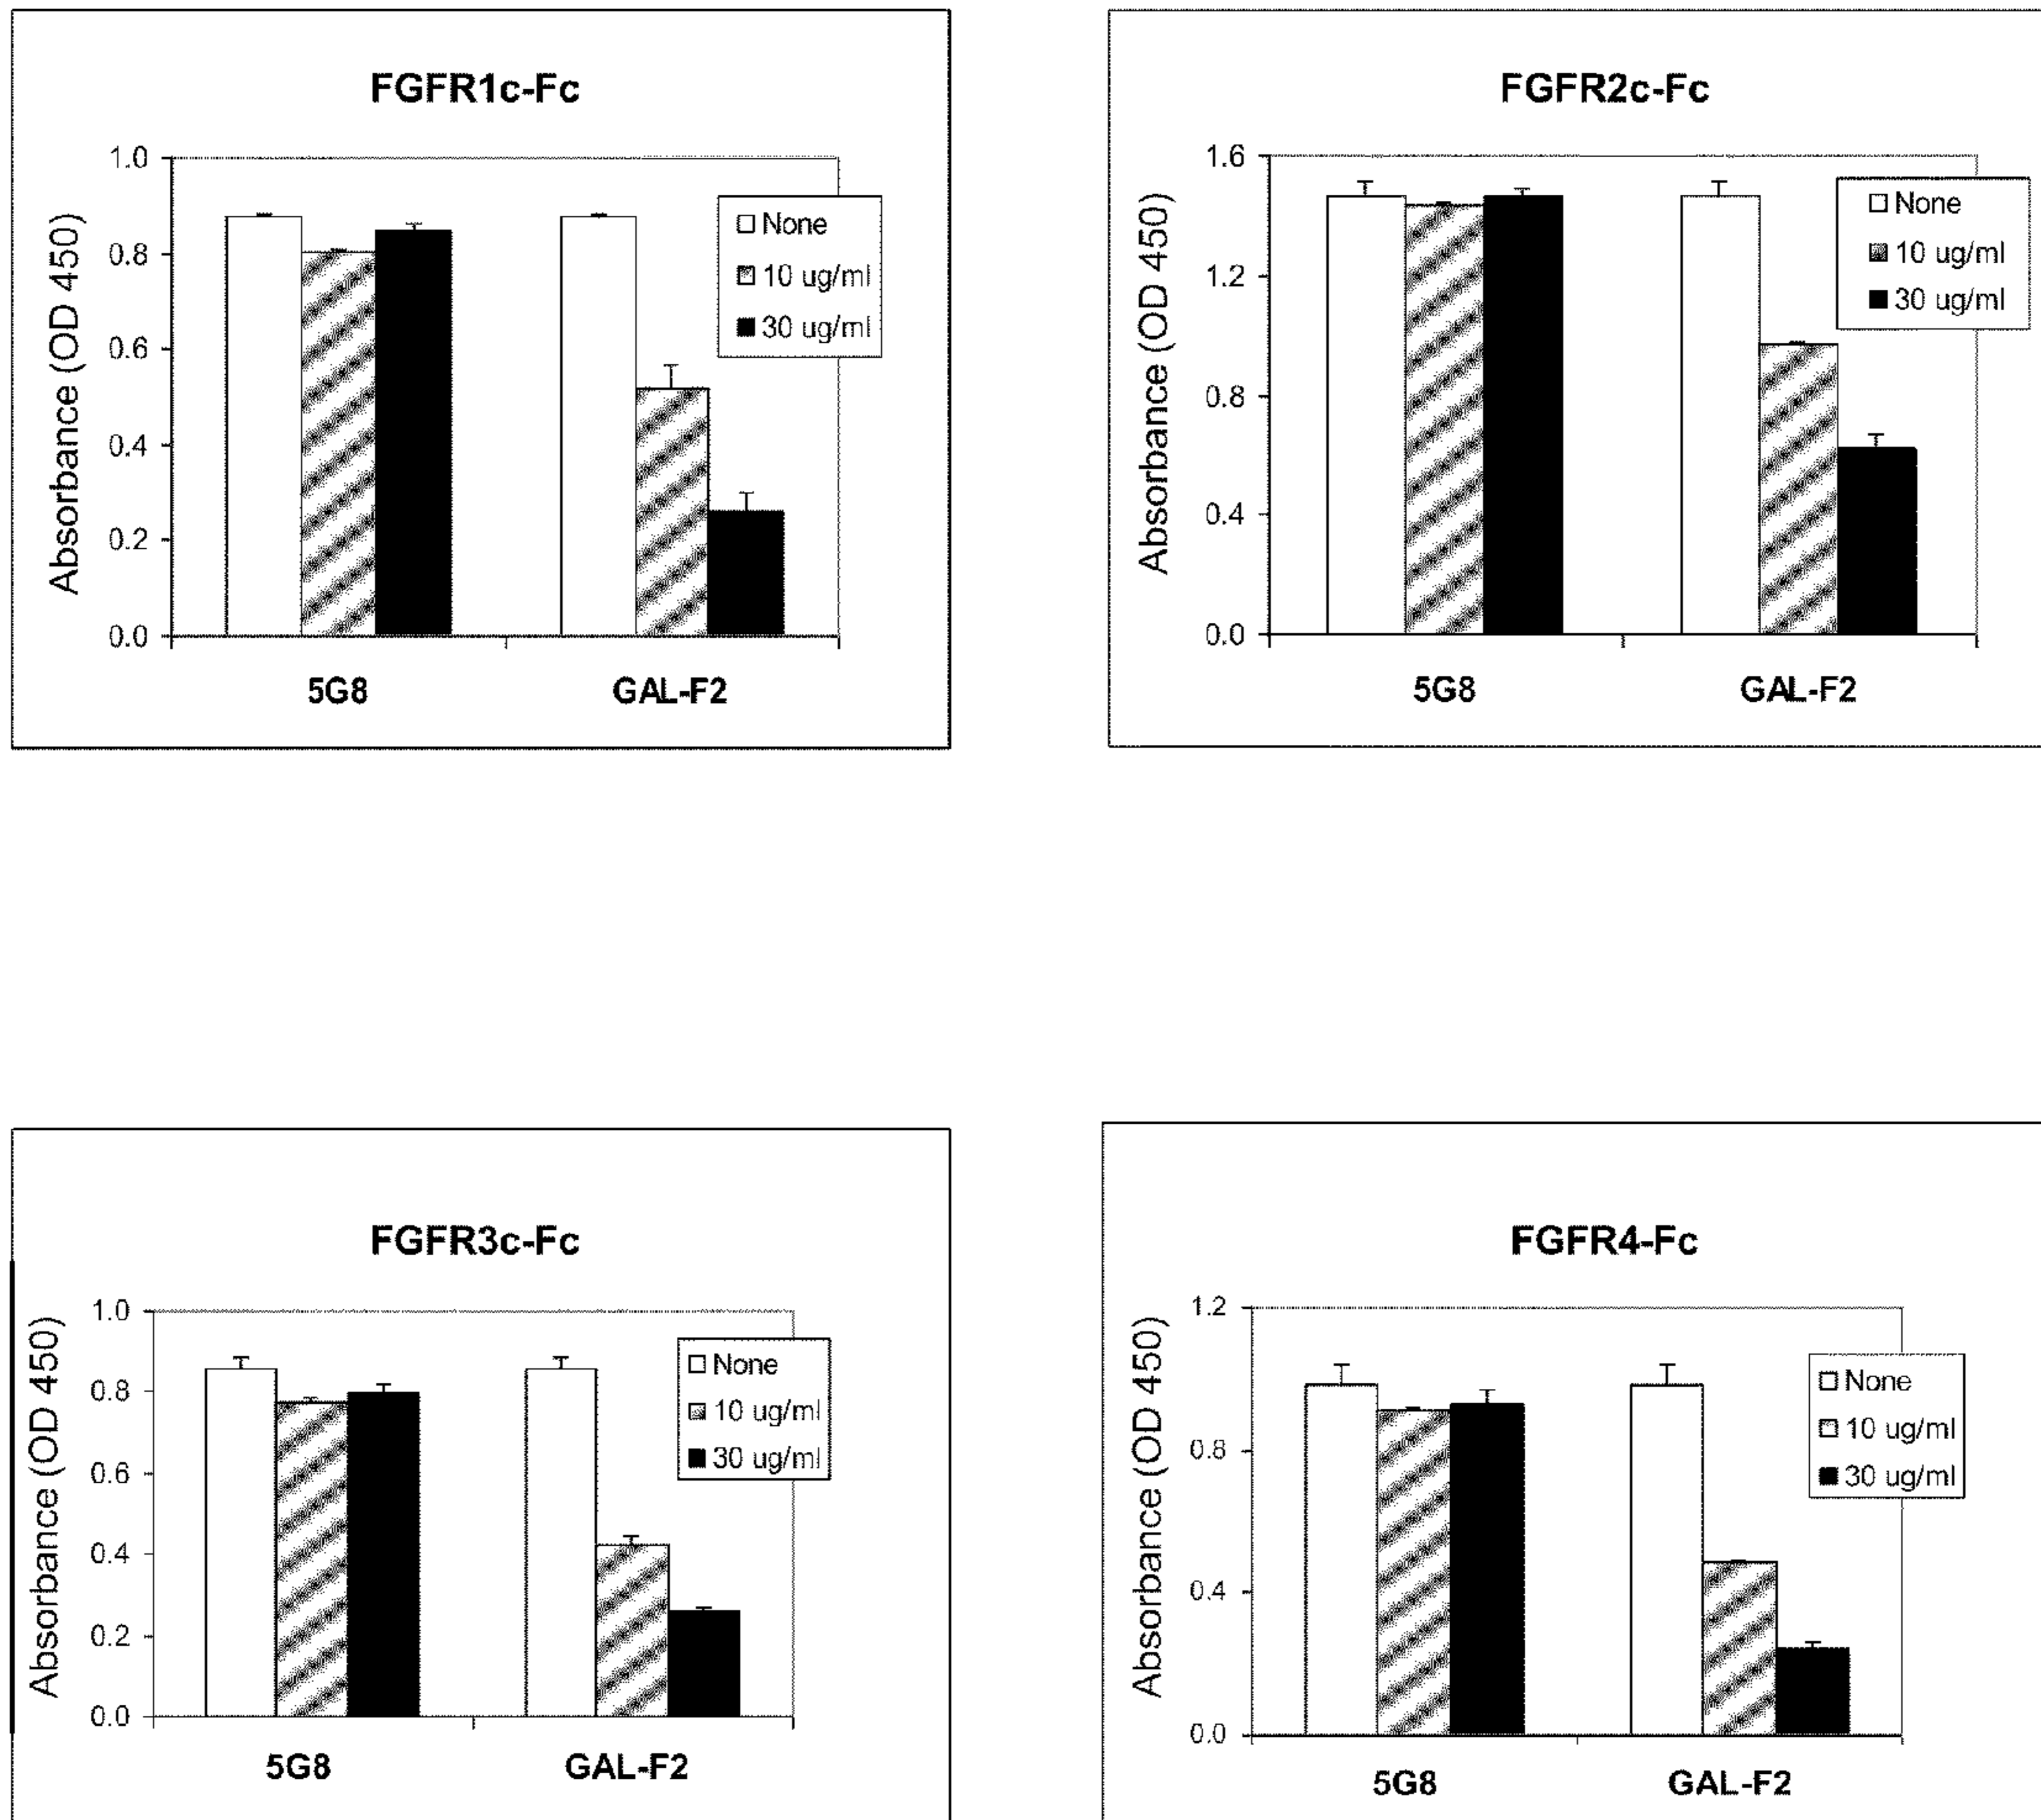 FGFR1c-Fc
Absorbance (OD 450)
1.0
0.8
0.6
0.4
0.2
0.0
None
10 ug/ml
30 ug/ml
5G8 GAL-F2
FGFR2c-Fc
Absorbance (OD 450)
1.6
1.2
0.8
0.4
0.0
None
10 ug/ml
30 ug/ml
5G8 GAL-F2
FGFR3c-Fc
Absorbance (OD 450)
1.0
0.8
0.6
0.4
0.2
0.0
None
10 ug/ml
30 ug/ml
5G8 GAL-F2
FGFR4-Fc
Absorbance (OD 450)
1.2
0.8
0.4
0.0
None
10 ug/ml
30 ug/ml
5G8 GAL-F2